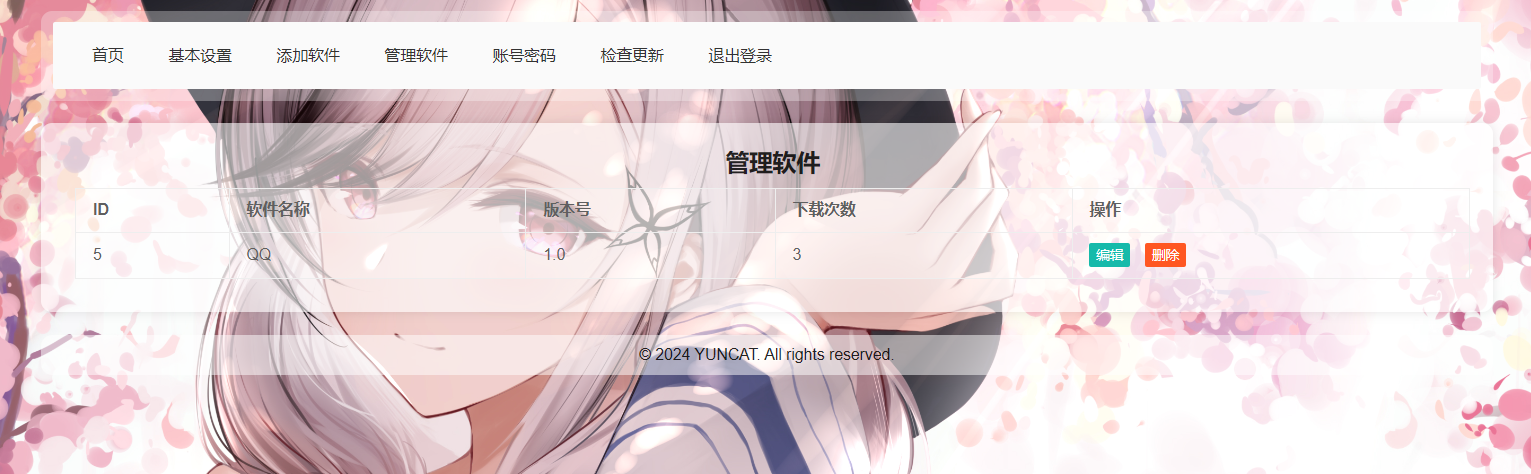 首页 基本设置 添加软件 管理软件 账号密码 检查更新 退出登录
管理软件
ID 软件名称 版本号 下载次数 操作
5 QQ 1.0 3 编辑 删除
© 2024 YUNCAT. All rights reserved.